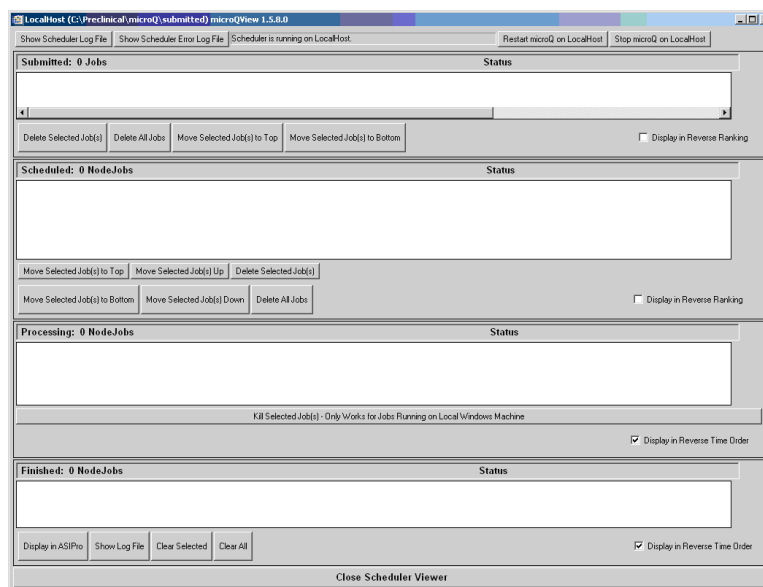 LocalHost (C:\Preclinical\microQ\submitted) microQView 1.5.8.0
Show Scheduler Log File Show Scheduler Error Log File Scheduler is running on LocalHost. Restart microQ on LocalHost Stop microQ on LocalHost
Submitted: 0 Jobs Status
Delete Selected Job(s) Delete All Jobs Move Selected Job(s) to Top Move Selected Job(s) to Bottom Display in Reverse Ranking
Scheduled: 0 NodeJobs Status
Move Selected Job(s) to Top Move Selected Job(s) Up Delete Selected Job(s)
Move Selected Job(s) to Bottom Move Selected Job(s) Down Delete All Jobs Display in Reverse Ranking
Processing: 0 NodeJobs Status
Kill Selected Job(s) - Only Works for Jobs Running on Local Windows Machine
Display in Reverse Time Order
Finished: 0 NodeJobs Status
Display in ASIPro Show Log File Clear Selected Clear All Display in Reverse Time Order
Close Scheduler Viewer